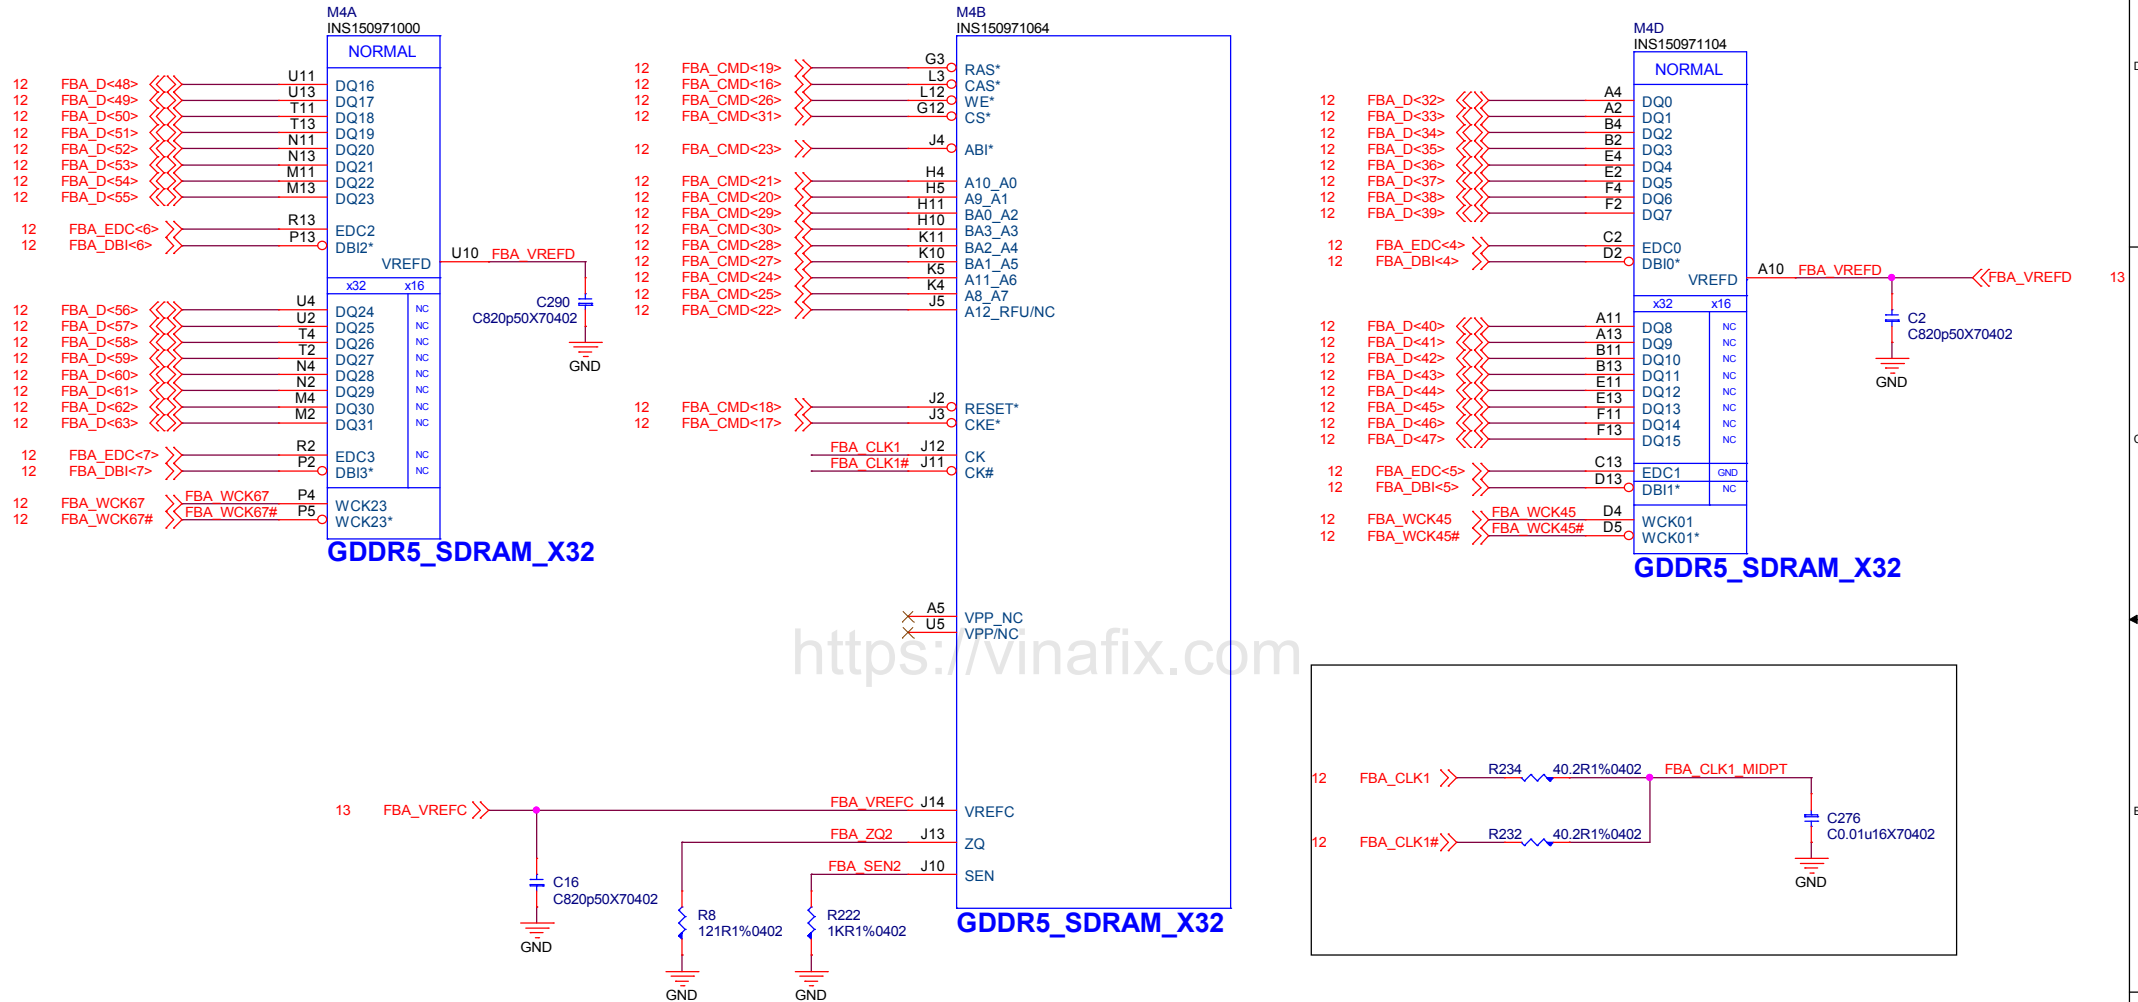 M4A
INS150971000
NORMAL
12 FBA_D<48> U11 DQ16
12 FBA_D<49> U13 DQ17
12 FBA_D<50> T11 DQ18
12 FBA_D<51> T13 DQ19
12 FBA_D<52> N11 DQ20
12 FBA_D<53> N13 DQ21
12 FBA_D<54> M11 DQ22
12 FBA_D<55> M13 DQ23
12 FBA_EDC<6> R13 EDC2
12 FBA_DBI<6> P13 DBI2*
VREFD U10 FBA_VREFD
x32 x16
C290
C820p50X70402
GND
12 FBA_D<56> U4 DQ24 NC
12 FBA_D<57> U2 DQ25 NC
12 FBA_D<58> T4 DQ26 NC
12 FBA_D<59> T2 DQ27 NC
12 FBA_D<60> N4 DQ28 NC
12 FBA_D<61> N2 DQ29 NC
12 FBA_D<62> M4 DQ30 NC
12 FBA_D<63> M2 DQ31 NC
12 FBA_EDC<7> R2 EDC3 NC
12 FBA_DBI<7> P2 DBI3* NC
12 FBA_WCK67 FBA_WCK67 P4 WCK23
12 FBA_WCK67# FBA_WCK67# P5 WCK23*
GDDR5_SDRAM_X32
M4B
INS150971064
12 FBA_CMD<19> G3 RAS*
12 FBA_CMD<16> L3 CAS*
12 FBA_CMD<26> L12 WE*
12 FBA_CMD<31> G12 CS*
12 FBA_CMD<23> J4 ABI*
12 FBA_CMD<21> H4 A10_A0
12 FBA_CMD<20> H5 A9_A1
12 FBA_CMD<29> H11 BA0_A2
12 FBA_CMD<30> H10 BA3_A3
12 FBA_CMD<28> K11 BA2_A4
12 FBA_CMD<27> K10 BA1_A5
12 FBA_CMD<24> K5 A11_A6
12 FBA_CMD<25> K4 A8_A7
12 FBA_CMD<22> J5 A12_RFU/NC
12 FBA_CMD<18> J2 RESET*
12 FBA_CMD<17> J3 CKE*
FBA_CLK1 J12 CK
FBA_CLK1# J11 CK#
A5 VPP_NC
U5 VPP/NC
https://vinafix.com
13 FBA_VREFC FBA_VREFC J14 VREFC
FBA_ZQ2 J13 ZQ
FBA_SEN2 J10 SEN
C16
C820p50X70402
GND
R8
121R1%0402
GND
R222
1KR1%0402
GND
GDDR5_SDRAM_X32
M4D
INS150971104
NORMAL
12 FBA_D<32> A4 DQ0
12 FBA_D<33> A2 DQ1
12 FBA_D<34> B4 DQ2
12 FBA_D<35> B2 DQ3
12 FBA_D<36> E4 DQ4
12 FBA_D<37> E2 DQ5
12 FBA_D<38> F4 DQ6
12 FBA_D<39> F2 DQ7
12 FBA_EDC<4> C2 EDC0
12 FBA_DBI<4> D2 DBI0*
VREFD A10 FBA_VREFD FBA_VREFD 13
x32 x16
C2
C820p50X70402
GND
12 FBA_D<40> A11 DQ8 NC
12 FBA_D<41> A13 DQ9 NC
12 FBA_D<42> B11 DQ10 NC
12 FBA_D<43> B13 DQ11 NC
12 FBA_D<44> E11 DQ12 NC
12 FBA_D<45> E13 DQ13 NC
12 FBA_D<46> F11 DQ14 NC
12 FBA_D<47> F13 DQ15 NC
12 FBA_EDC<5> C13 EDC1 GND
12 FBA_DBI<5> D13 DBI1* NC
12 FBA_WCK45 FBA_WCK45 D4 WCK01
12 FBA_WCK45# FBA_WCK45# D5 WCK01*
GDDR5_SDRAM_X32
12 FBA_CLK1 R234 40.2R1%0402 FBA_CLK1_MIDPT
12 FBA_CLK1# R232 40.2R1%0402
C276
C0.01u16X70402
GND